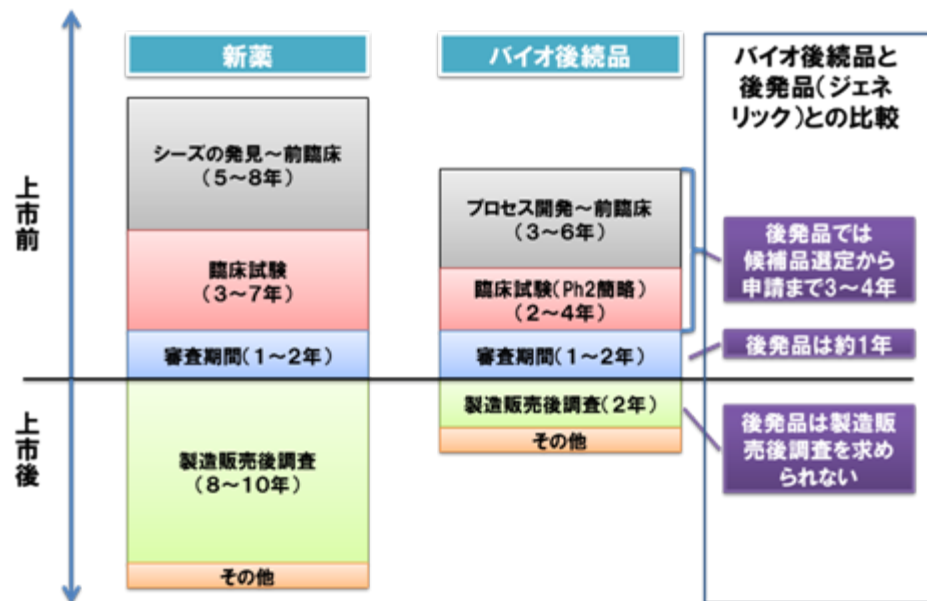 新薬
バイオ後続品
バイオ後続品と
後発品(ジェネ
リック)との比較
上市前
シーズの発見～前臨床
(5～8年)
プロセス開発～前臨床
(3～6年)
後発品では
候補品選定から
申請まで3～4年
臨床試験
(3～7年)
臨床試験(Ph2簡略)
(2～4年)
審査期間(1～2年)
審査期間(1～2年)
後発品は約1年
上市後
製造販売後調査
(8～10年)
製造販売後調査(2年)
その他
後発品は製造販
売後調査を求め
られない
その他